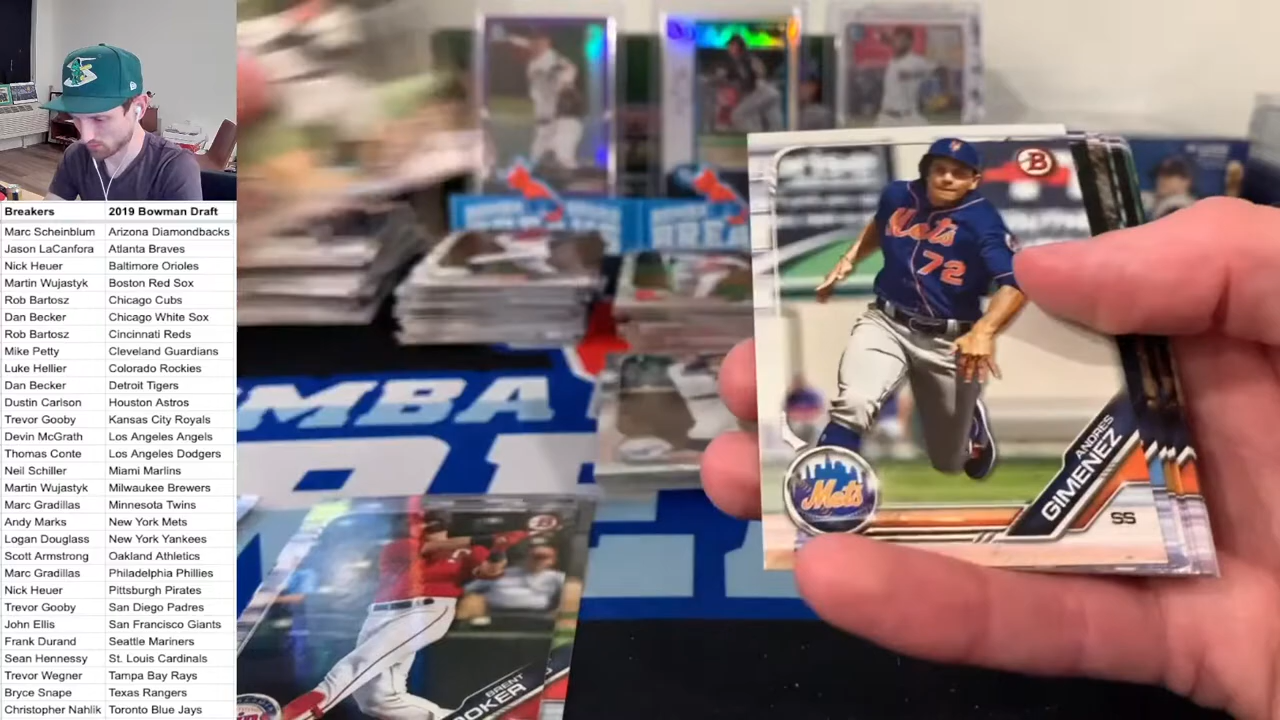 Breakers 2019 Bowman Draft
Marc Scheinblum Arizona Diamondbacks
Jason LaCanfora Atlanta Braves
Nick Heuer Baltimore Orioles
Martin Wujastyk Boston Red Sox
Rob Bartosz Chicago Cubs
Dan Becker Chicago White Sox
Rob Bartosz Cincinnati Reds
Mike Petty Cleveland Guardians
Luke Hellier Colorado Rockies
Dan Becker Detroit Tigers
Dustin Carlson Houston Astros
Trevor Gooby Kansas City Royals
Devin McGrath Los Angeles Angels
Thomas Conte Los Angeles Dodgers
Neil Schiller Miami Marlins
Martin Wujastyk Milwaukee Brewers
Marc Gradillas Minnesota Twins
Andy Marks New York Mets
Logan Douglass New York Yankees
Scott Armstrong Oakland Athletics
Marc Gradillas Philadelphia Phillies
Nick Heuer Pittsburgh Pirates
Trevor Gooby San Diego Padres
John Ellis San Francisco Giants
Frank Durand Seattle Mariners
Sean Hennessy St. Louis Cardinals
Trevor Wegner Tampa Bay Rays
Bryce Snape Texas Rangers
Christopher Nahlik Toronto Blue Jays
B
Mets
72
Mets
ANDRES
GIMENEZ
SS
BRENT